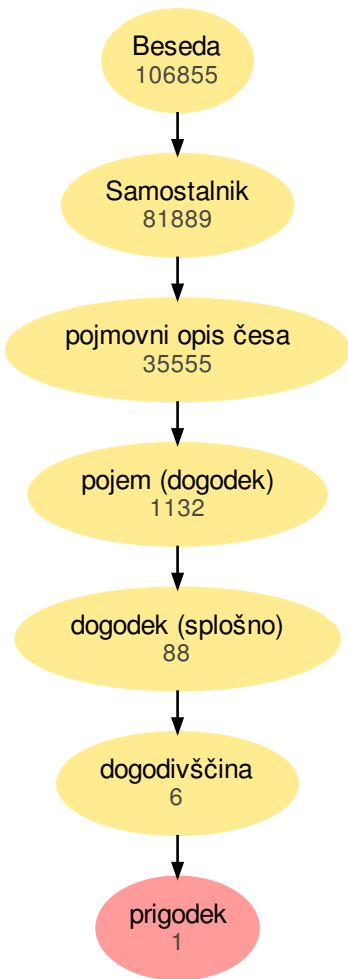 Beseda
106855
Samostalnik
81889
pojmovni opis česa
35555
pojem (dogodek)
1132
dogodek (splošno)
88
dogodivščina
6
prigodek
1